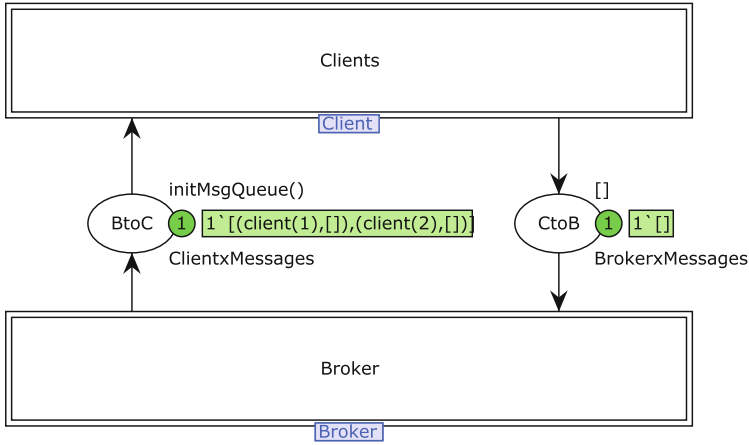 Clients
Client
initMsgQueue()
[]
BtoC
1
1`[(client(1),[]),(client(2),[])]
CtoB
1
1`[]
ClientxMessages
BrokerxMessages
Broker
Broker